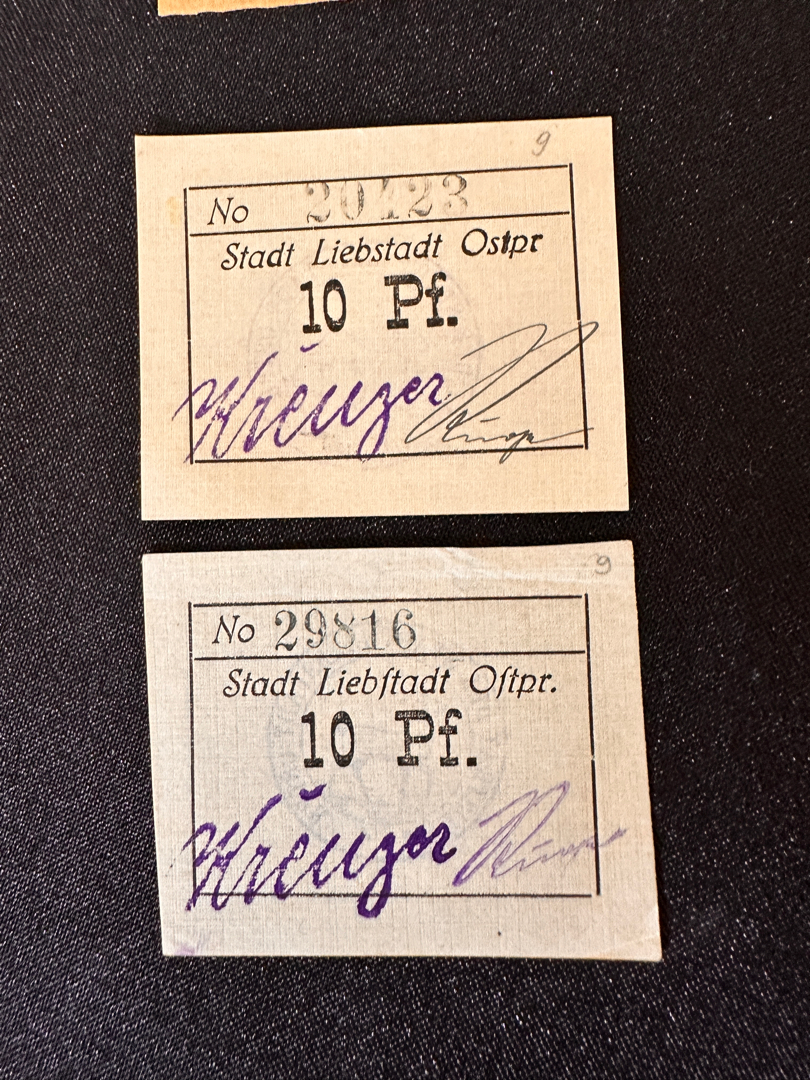 9
No 20423
Stadt Liebstadt Ostpr
10 Pf.
Kreuzer
9
No 29816
Stadt Liebſtadt Oſtpr.
10 Pf.
Kreuzer